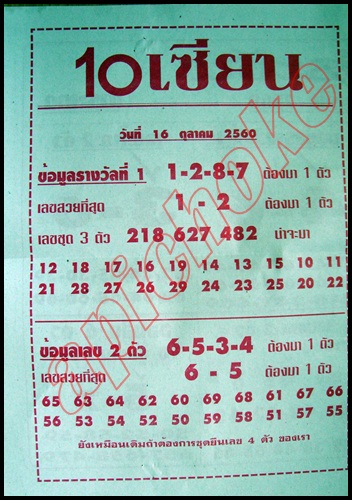 10เซียน
วันที่ 16 ตุลาคม 2560
ข้อมูลรางวัลที่ 1 1-2-8-7 ต้องมา 1 ตัว
เลขสวยที่สุด 1 - 2 ต้องมา 1 ตัว
เลขชุด 3 ตัว 218 627 482 น่าจะมา
12 18 17 16 19 14 13 15 10 11
21 28 27 26 29 24 23 25 20 22
ข้อมูลเลข 2 ตัว 6-5-3-4 ต้องมา 1 ตัว
เลขสวยที่สุด 6 - 5 ต้องมา 1 ตัว
65 63 64 62 60 69 68 61 67 66
56 53 54 52 50 59 58 51 57 55
ยังเหมือนเดิมถ้าต้องการชุดยืนเลข 4 ตัว ของเรา
apichoke